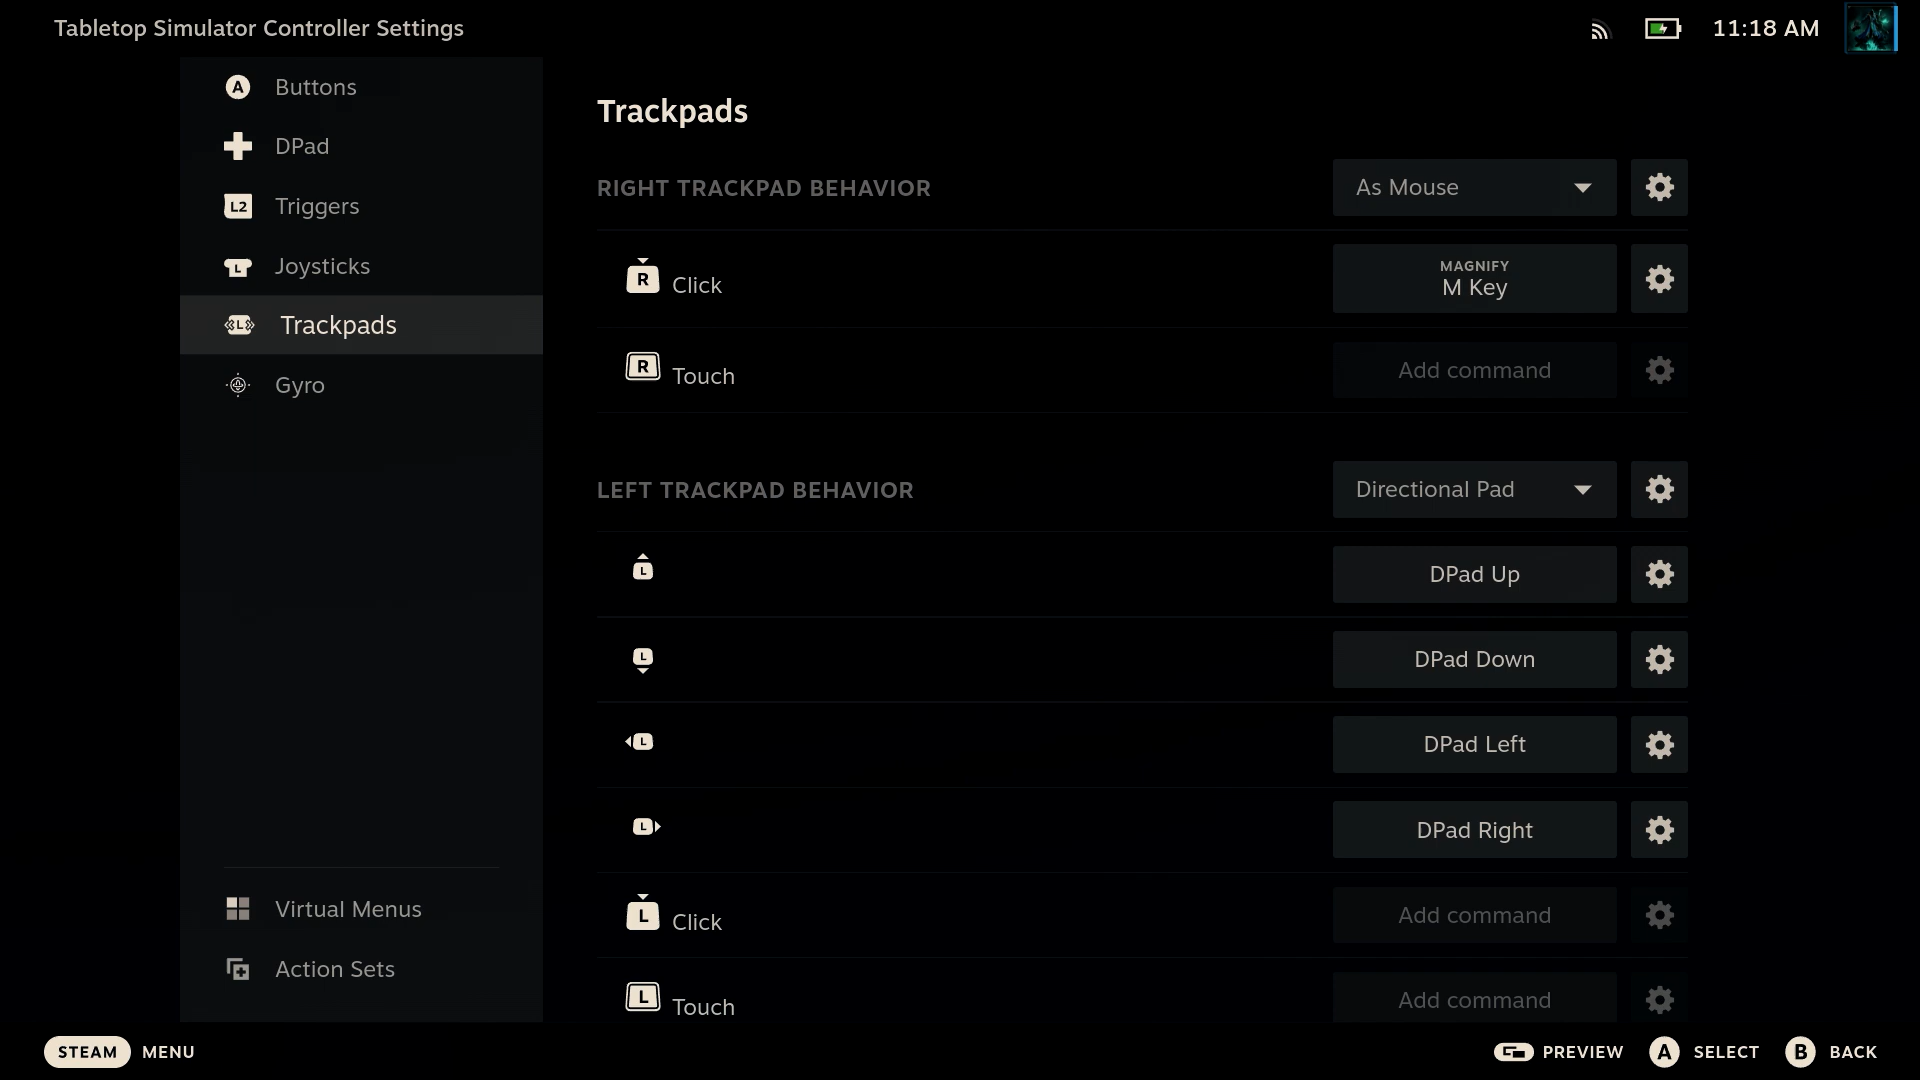 Tabletop Simulator Controller Settings
11:18 AM
A Buttons
DPad
L2 Triggers
L Joysticks
L Trackpads
Gyro
Virtual Menus
Action Sets
Trackpads
RIGHT TRACKPAD BEHAVIOR
As Mouse
R Click
MAGNIFY
M Key
R Touch
Add command
LEFT TRACKPAD BEHAVIOR
Directional Pad
L
DPad Up
L
DPad Down
L
DPad Left
L
DPad Right
L Click
Add command
L Touch
Add command
STEAM MENU
PREVIEW
A SELECT
B BACK